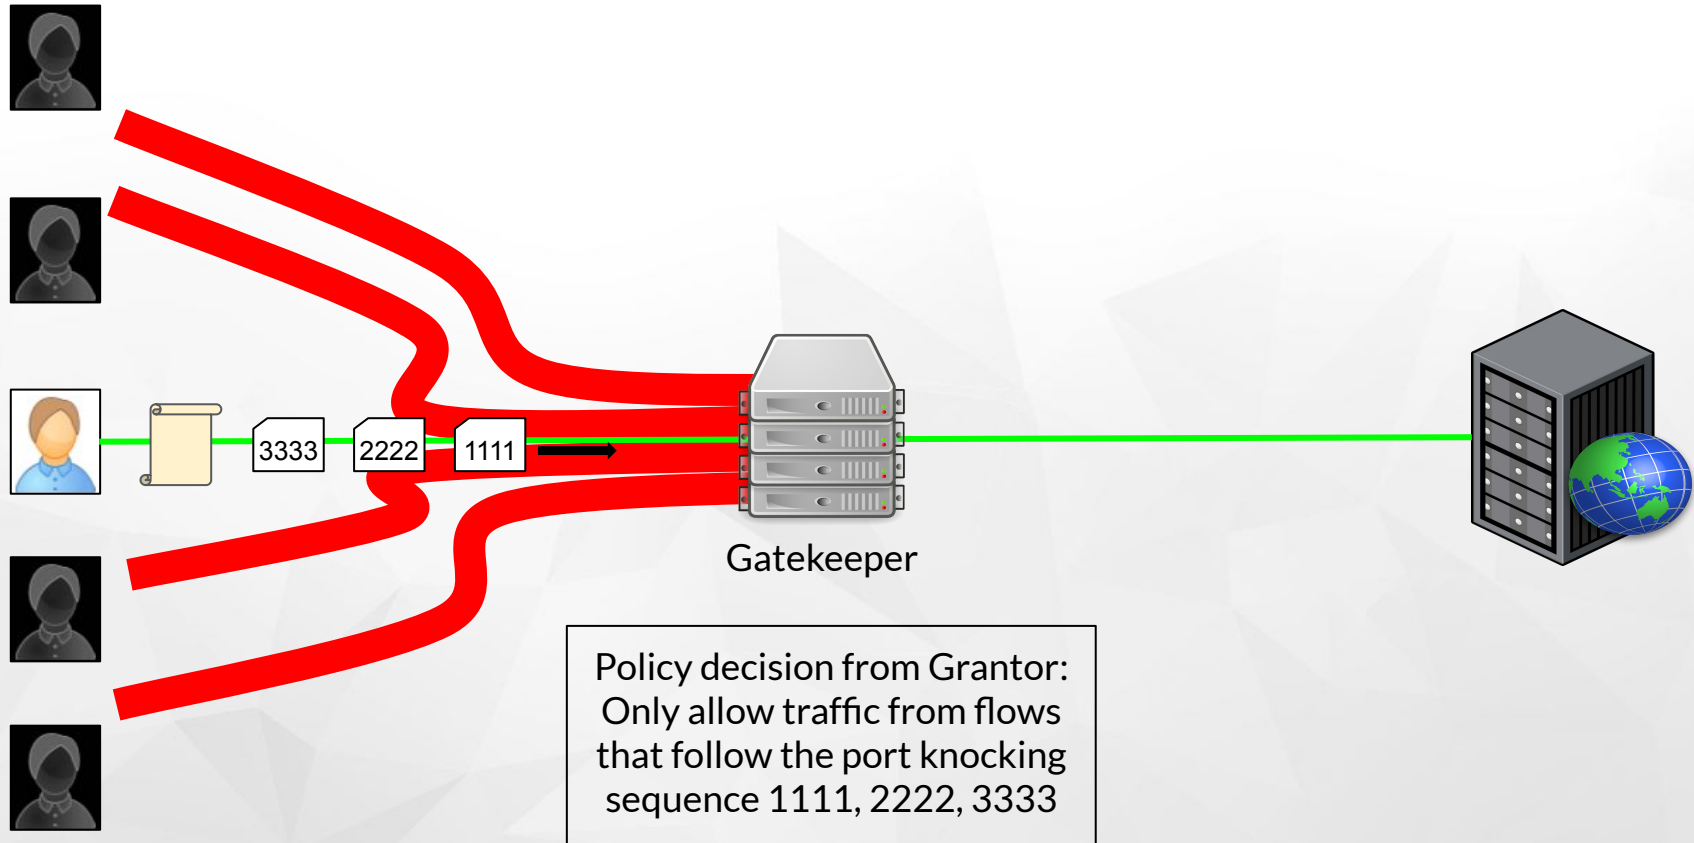 3333
2222
1111
Gatekeeper
Policy decision from Grantor:
Only allow traffic from flows
that follow the port knocking
sequence 1111, 2222, 3333